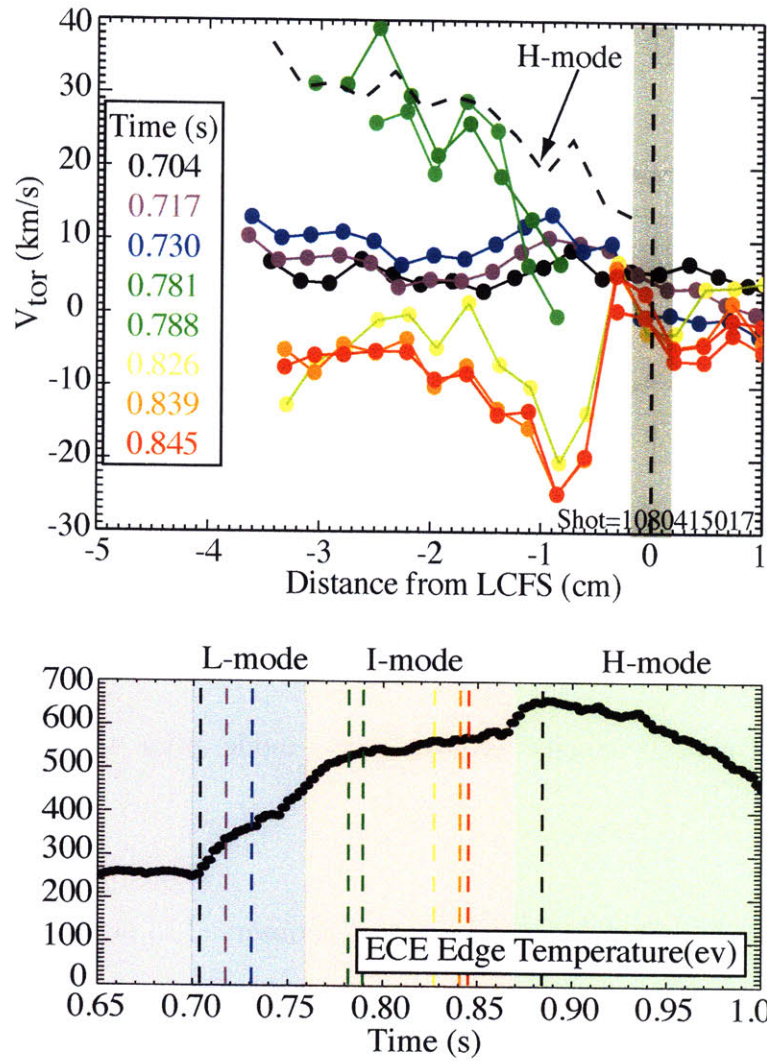 40
30
20
10
0
-10
-20
-30
V_tor (km/s)
H-mode
Time (s)
0.704
0.717
0.730
0.781
0.788
0.826
0.839
0.845
Shot=1080415017
-5 -4 -3 -2 -1 0 1
Distance from LCFS (cm)
L-mode I-mode H-mode
700
600
500
400
300
200
100
0
ECE Edge Temperature(ev)
0.65 0.70 0.75 0.80 0.85 0.90 0.95 1.0
Time (s)